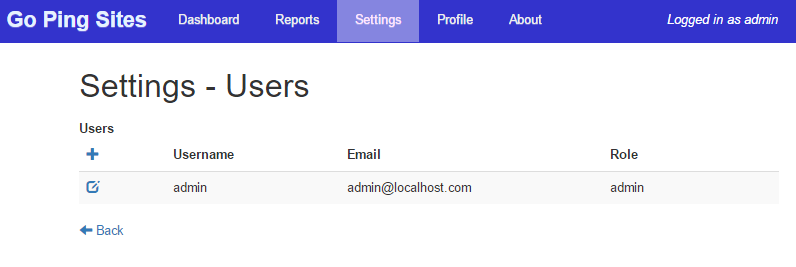 Go Ping Sites Dashboard Reports Settings Profile About Logged in as admin
Settings - Users
Users
Username Email Role
admin admin@localhost.com admin
Back